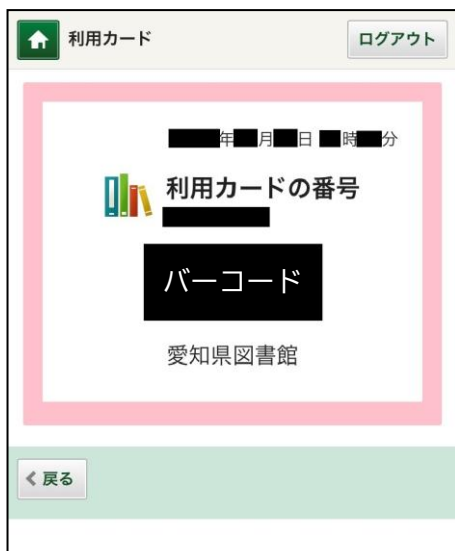 利用カード
ログアウト
年 月 日 時 分
利用カードの番号
バーコード
愛知県図書館
戻る